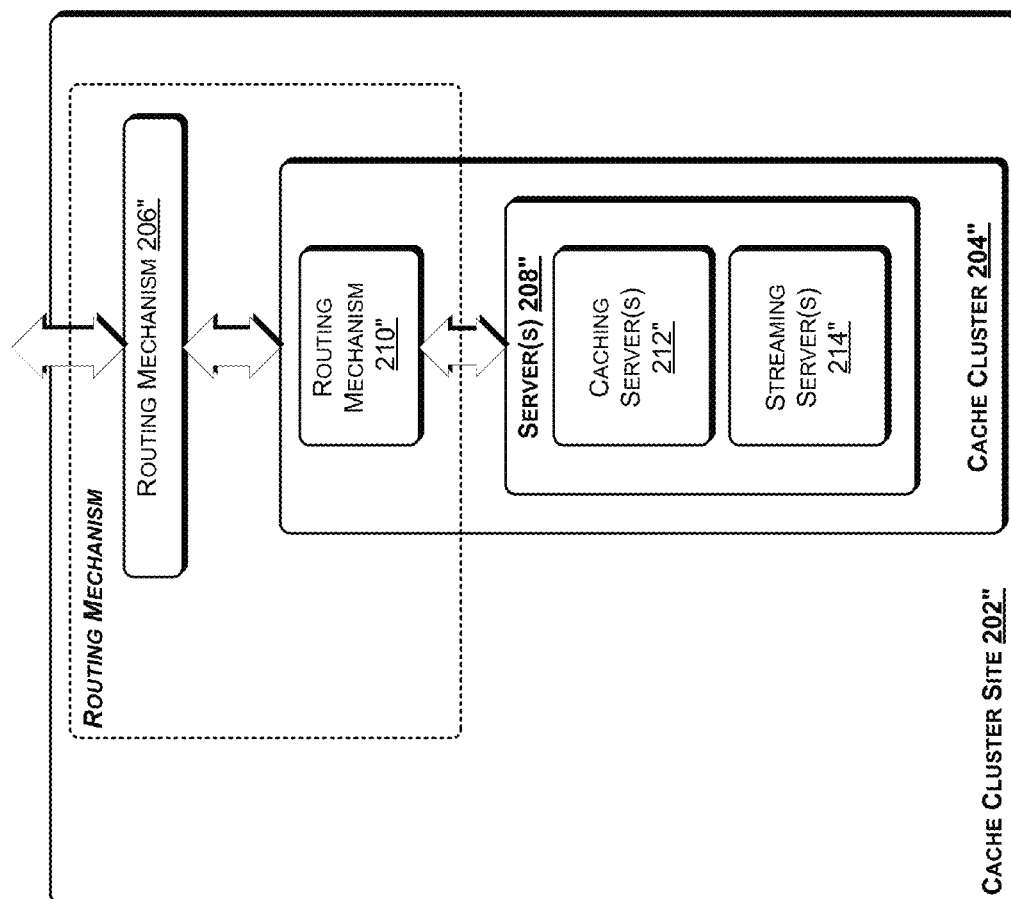 ROUTING MECHANISM
ROUTING MECHANISM 206"
ROUTING
MECHANISM
210"
SERVER(S) 208"
CACHING
SERVER(S)
212"
STREAMING
SERVER(S)
214"
CACHE CLUSTER 204"
CACHE CLUSTER SITE 202"